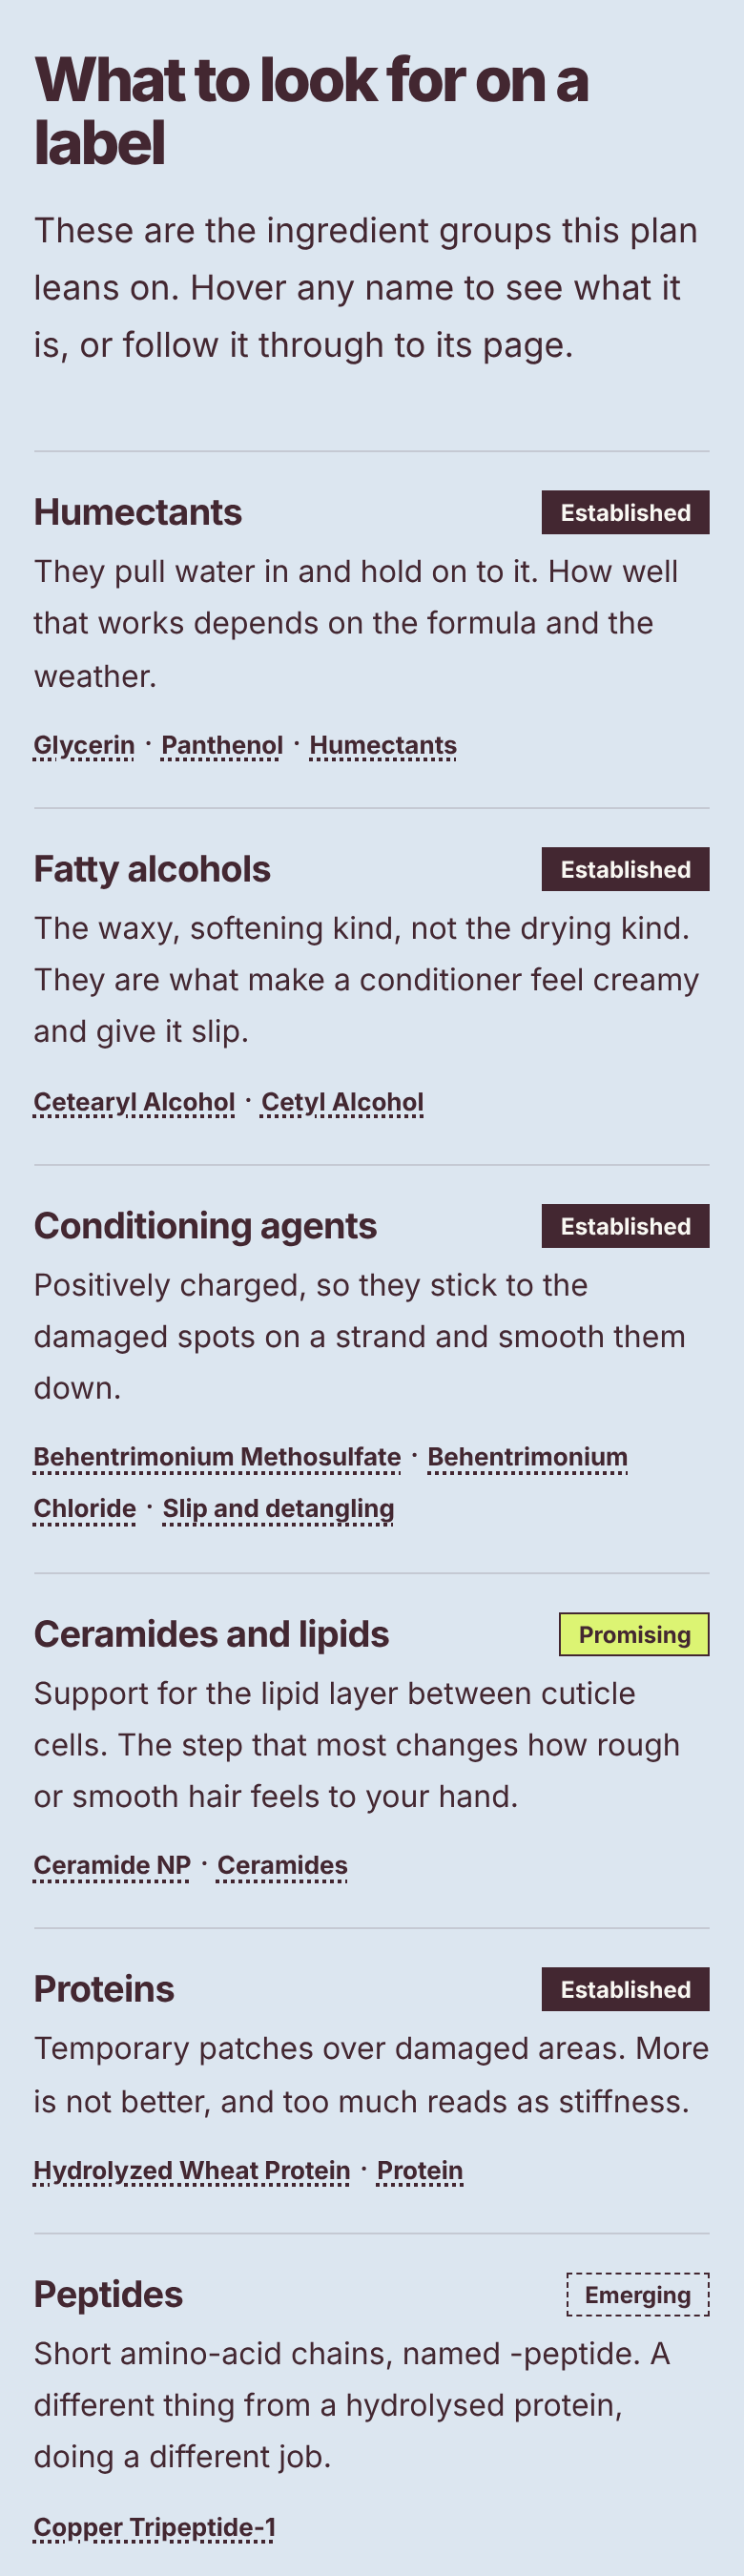 What to look for on a
label
These are the ingredient groups this plan
leans on. Hover any name to see what it
is, or follow it through to its page.
Humectants
Established
They pull water in and hold on to it. How well
that works depends on the formula and the
weather.
Glycerin · Panthenol · Humectants
Fatty alcohols
Established
The waxy, softening kind, not the drying kind.
They are what make a conditioner feel creamy
and give it slip.
Cetearyl Alcohol · Cetyl Alcohol
Conditioning agents
Established
Positively charged, so they stick to the
damaged spots on a strand and smooth them
down.
Behentrimonium Methosulfate · Behentrimonium
Chloride · Slip and detangling
Ceramides and lipids
Promising
Support for the lipid layer between cuticle
cells. The step that most changes how rough
or smooth hair feels to your hand.
Ceramide NP · Ceramides
Proteins
Established
Temporary patches over damaged areas. More
is not better, and too much reads as stiffness.
Hydrolyzed Wheat Protein · Protein
Peptides
Emerging
Short amino-acid chains, named -peptide. A
different thing from a hydrolysed protein,
doing a different job.
Copper Tripeptide-1